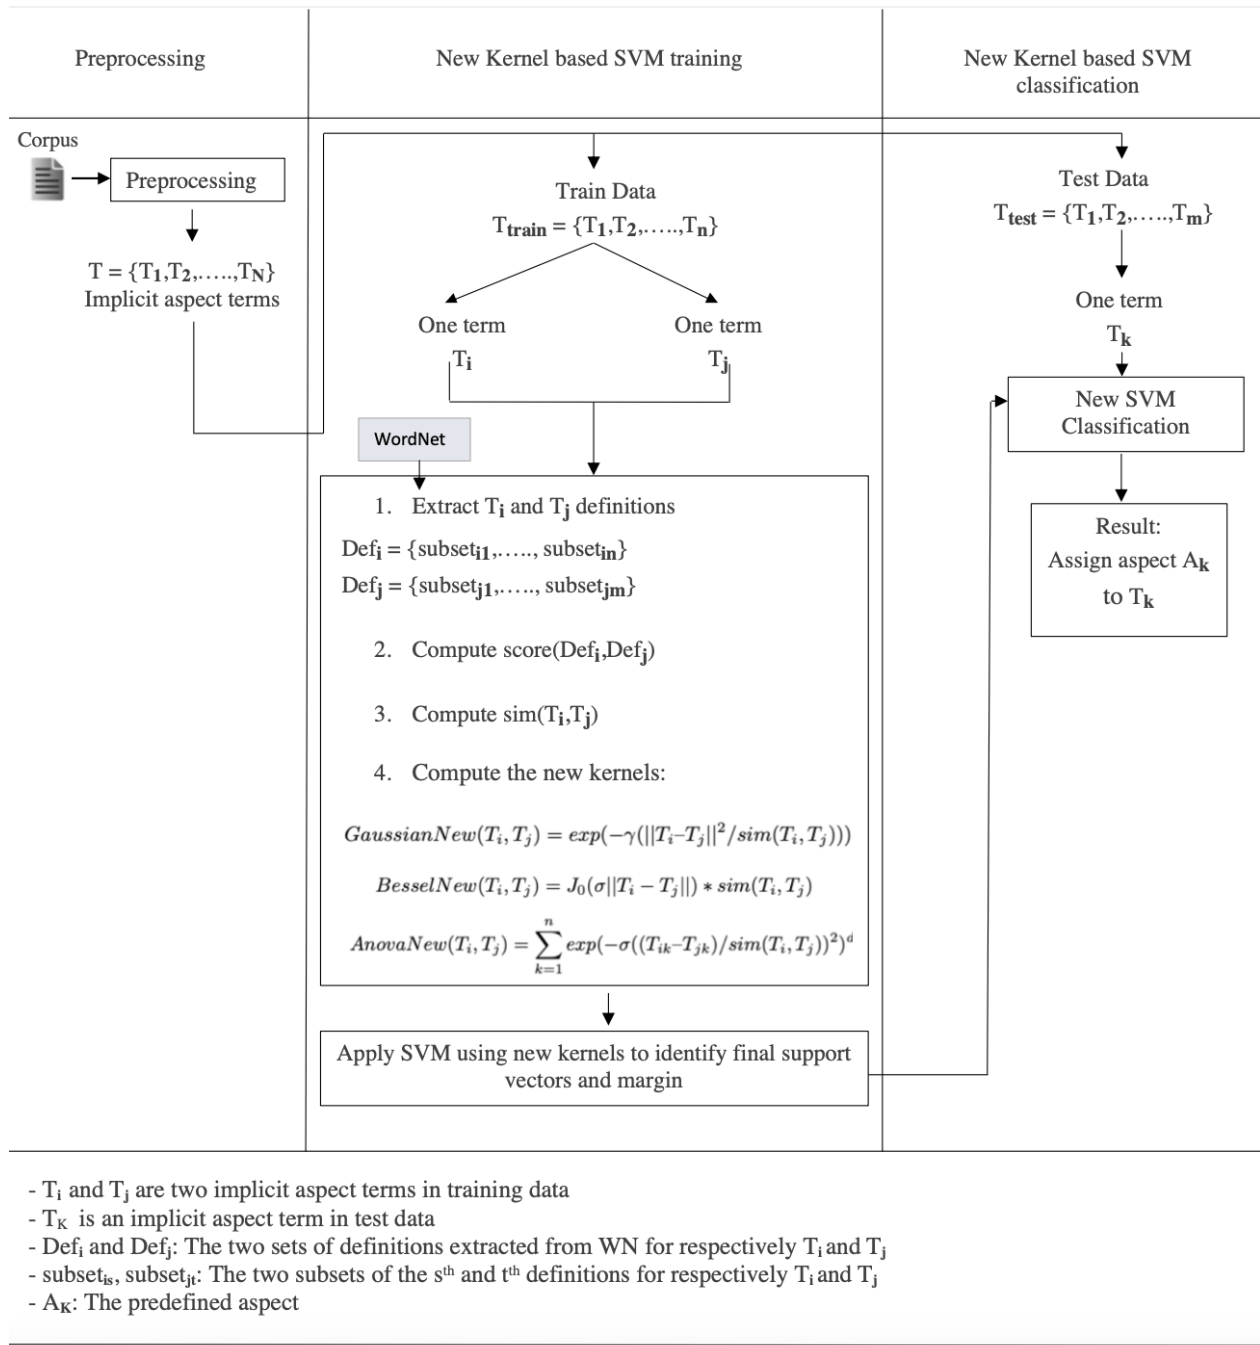 Preprocessing
New Kernel based SVM training
New Kernel based SVM
classification
Corpus
Preprocessing
T = {T1,T2,.....,TN}
Implicit aspect terms
Train Data
Ttrain = {T1,T2,.....,Tn}
One term
Ti
One term
Tj
WordNet
1. Extract Ti and Tj definitions
Defi = {subseti1,....., subsetin}
Defj = {subsetj1,....., subsetjm}
2. Compute score(Defi,Defj)
3. Compute sim(Ti,Tj)
4. Compute the new kernels:
GaussianNew(Ti, Tj) = exp(−γ(||Ti–Tj||²/sim(Ti, Tj)))
BesselNew(Ti, Tj) = J0(σ||Ti − Tj||) ∗ sim(Ti, Tj)
AnovaNew(Ti, Tj) = ∑_{k=1}^{n} exp(−σ((Tik–Tjk)/sim(Ti, Tj))²)^d
Apply SVM using new kernels to identify final support
vectors and margin
Test Data
Ttest = {T1,T2,.....,Tm}
One term
Tk
New SVM
Classification
Result:
Assign aspect Ak
to Tk
- Ti and Tj are two implicit aspect terms in training data
- TK is an implicit aspect term in test data
- Defi and Defj: The two sets of definitions extracted from WN for respectively Ti and Tj
- subsetis, subsetjt: The two subsets of the sth and tth definitions for respectively Ti and Tj
- AK: The predefined aspect